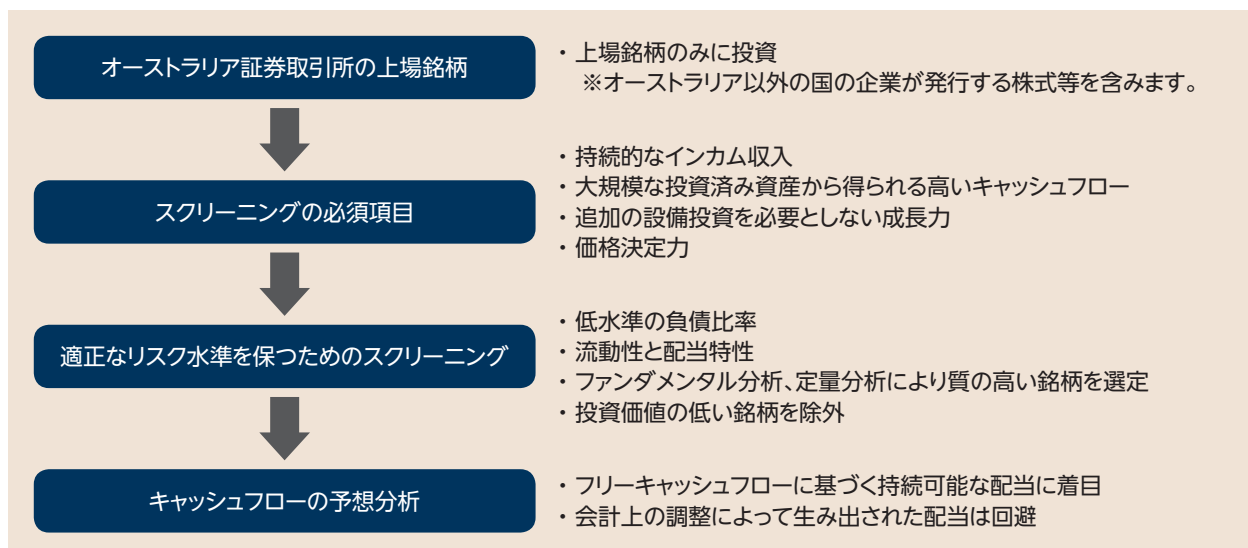 オーストラリア証券取引所の上場銘柄
・上場銘柄のみに投資
※オーストラリア以外の国の企業が発行する株式等を含みます。
スクリーニングの必須項目
・持続的なインカム収入
・大規模な投資済み資産から得られる高いキャッシュフロー
・追加の設備投資を必要としない成長力
・価格決定力
適正なリスク水準を保つためのスクリーニング
・低水準の負債比率
・流動性と配当特性
・ファンダメンタル分析、定量分析により質の高い銘柄を選定
・投資価値の低い銘柄を除外
キャッシュフローの予想分析
・フリーキャッシュフローに基づく持続可能な配当に着目
・会計上の調整によって生み出された配当は回避